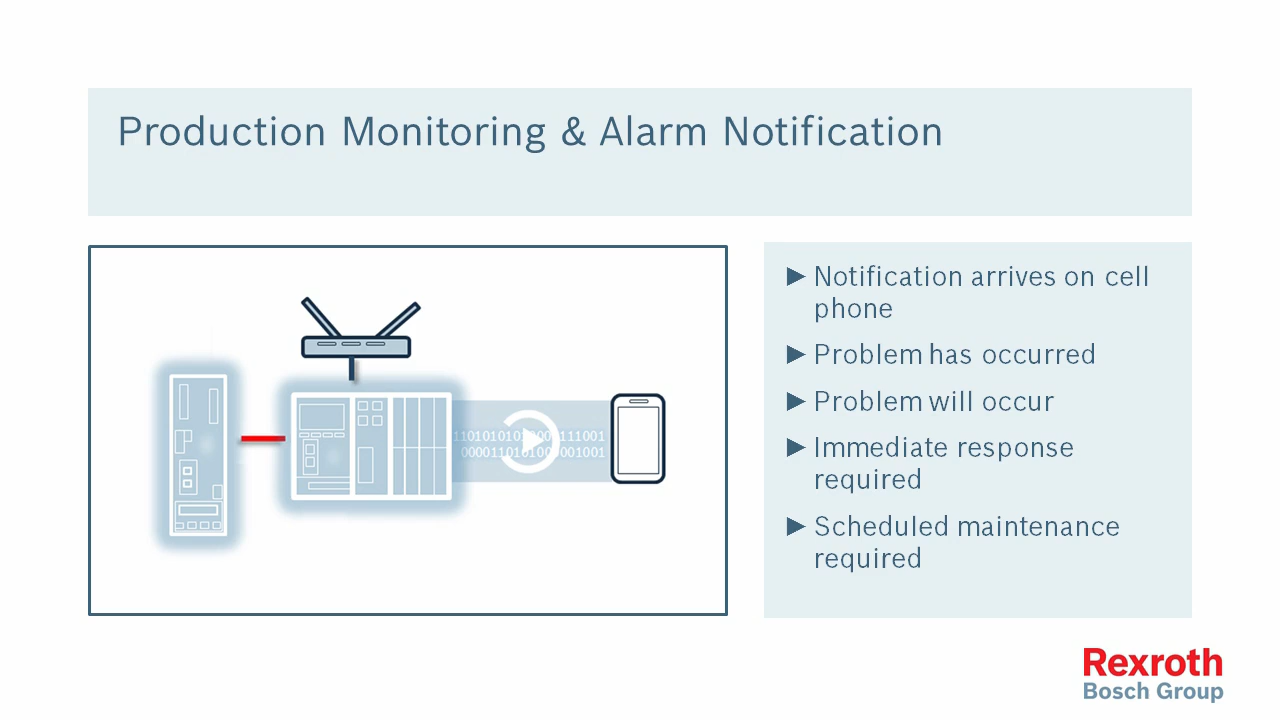 Production Monitoring & Alarm Notification
► Notification arrives on cell
phone
► Problem has occurred
► Problem will occur
► Immediate response
required
► Scheduled maintenance
required
Rexroth
Bosch Group